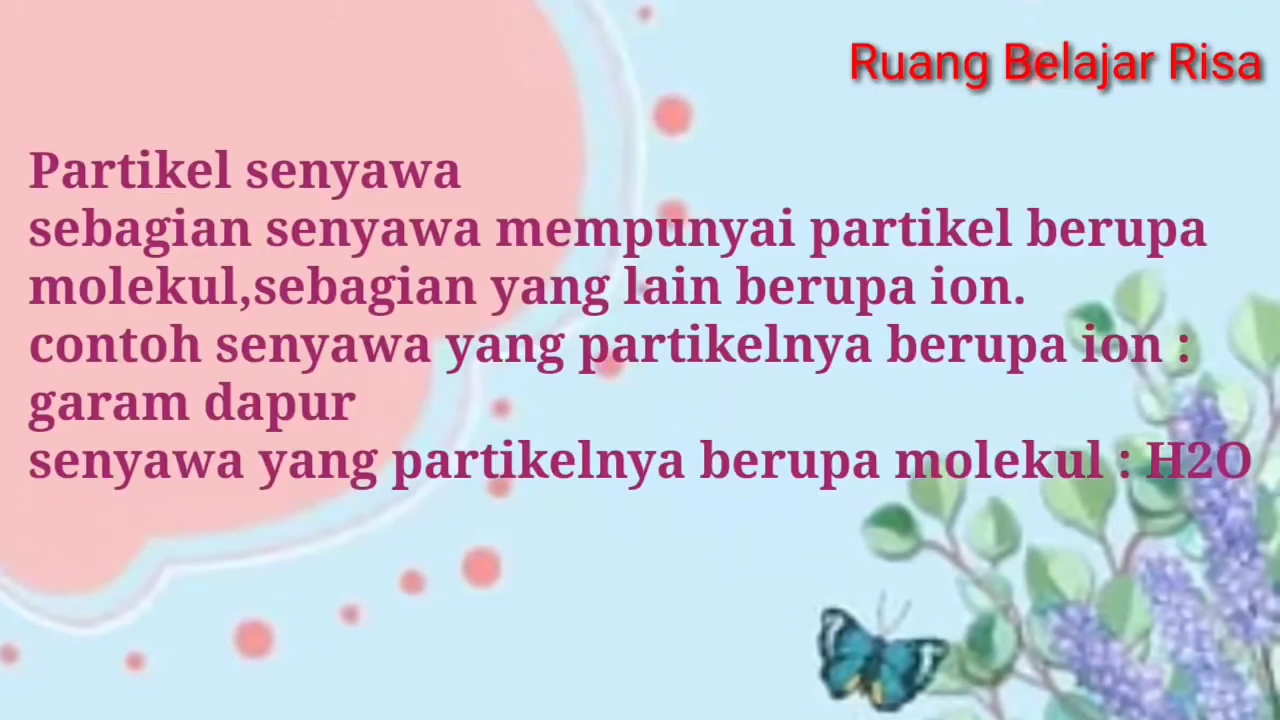 Ruang Belajar Risa
Partikel senyawa
sebagian senyawa mempunyai partikel berupa
molekul,sebagian yang lain berupa ion.
contoh senyawa yang partikelnya berupa ion :
garam dapur
senyawa yang partikelnya berupa molekul : H2O